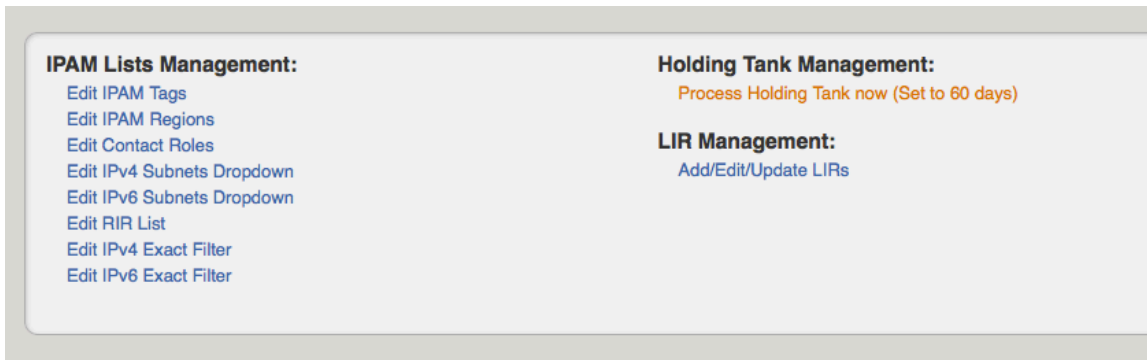 IPAM Lists Management:
Edit IPAM Tags
Edit IPAM Regions
Edit Contact Roles
Edit IPv4 Subnets Dropdown
Edit IPv6 Subnets Dropdown
Edit RIR List
Edit IPv4 Exact Filter
Edit IPv6 Exact Filter
Holding Tank Management:
Process Holding Tank now (Set to 60 days)
LIR Management:
Add/Edit/Update LIRs